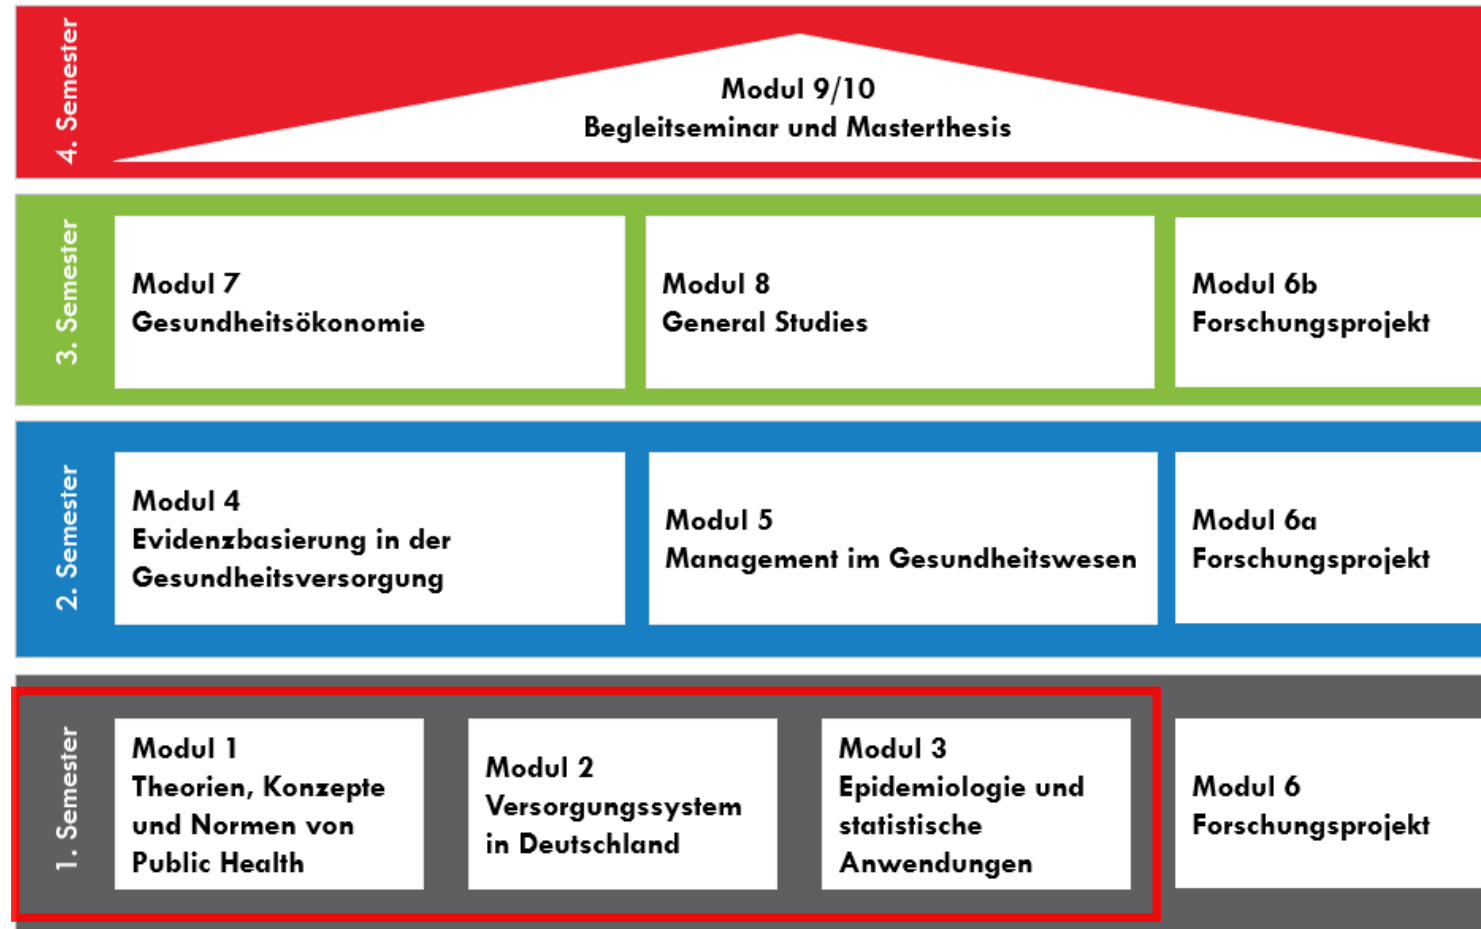 4. Semester
Modul 9/10
Begleitseminar und Masterthesis
3. Semester
Modul 7
Gesundheitsökonomie
Modul 8
General Studies
Modul 6b
Forschungsprojekt
2. Semester
Modul 4
Evidenzbasierung in der
Gesundheitsversorgung
Modul 5
Management im Gesundheitswesen
Modul 6a
Forschungsprojekt
1. Semester
Modul 1
Theorien, Konzepte
und Normen von
Public Health
Modul 2
Versorgungssystem
in Deutschland
Modul 3
Epidemiologie und
statistische
Anwendungen
Modul 6
Forschungsprojekt